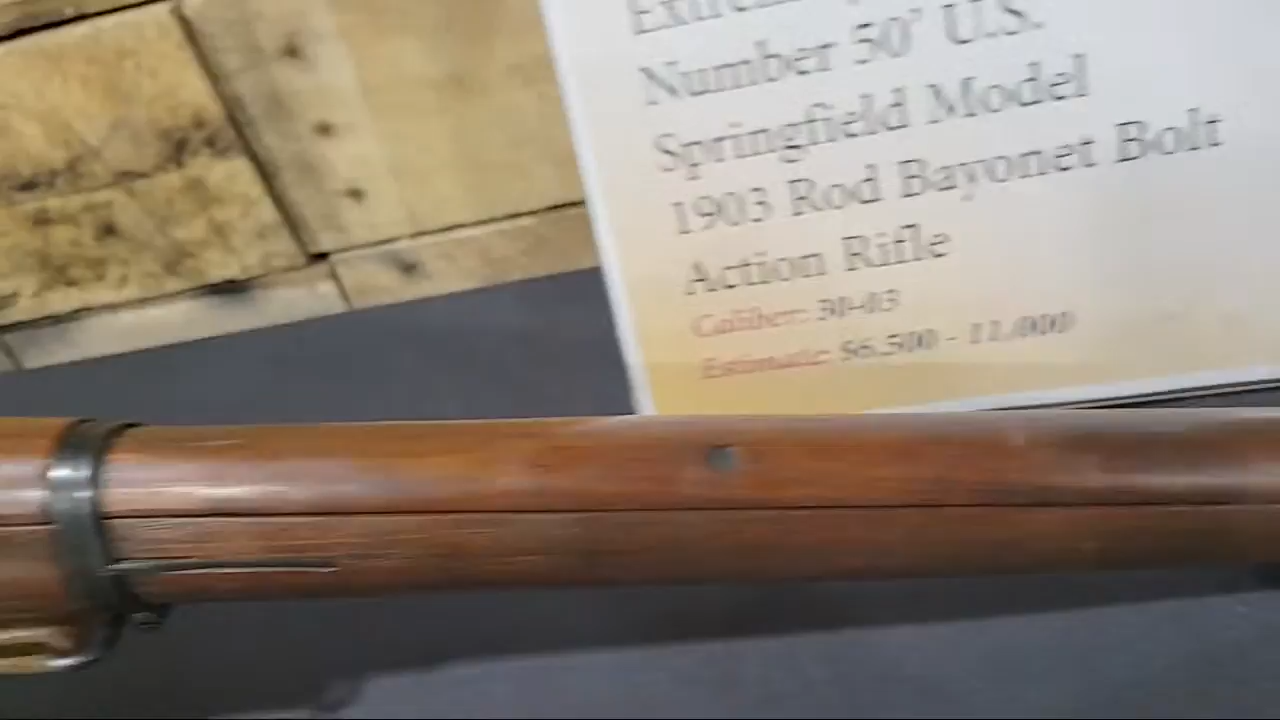 Number 50" U.S.
Springfield Model
1903 Rod Bayonet Bolt
Action Rifle
Caliber: 30-03
Estimate: $6,500 - 11,000